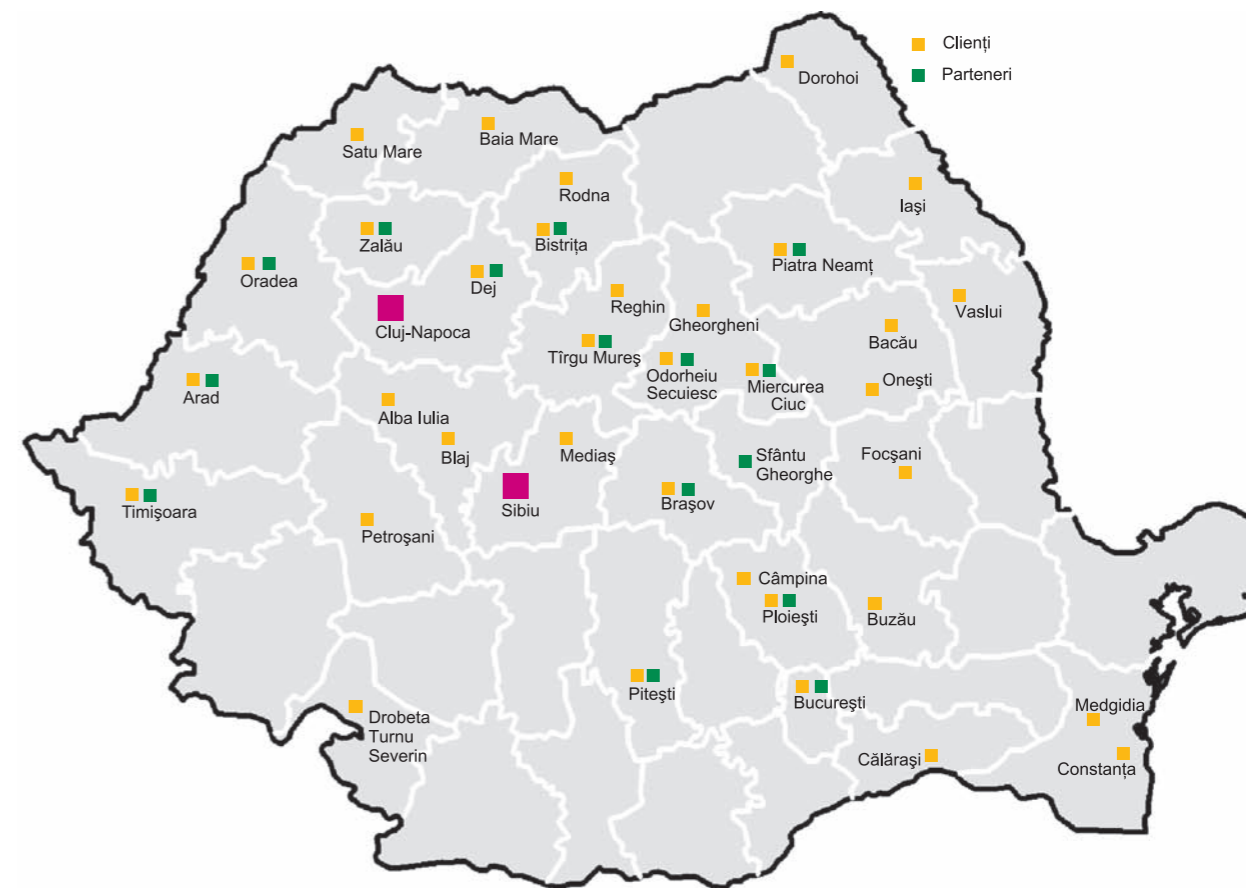 Clienți
Parteneri
Dorohoi
Baia Mare
Satu Mare
Rodna
Iaşi
Zalău
Bistrița
Piatra Neamț
Oradea
Dej
Reghin
Vaslui
Cluj-Napoca
Gheorgheni
Bacău
Tîrgu Mureş
Odorheiu
Secuiesc
Miercurea
Ciuc
Oneşti
Arad
Alba Iulia
Blaj
Mediaş
Sfântu
Gheorghe
Focşani
Timişoara
Sibiu
Braşov
Petroşani
Câmpina
Ploieşti
Buzău
Piteşti
Bucureşti
Medgidia
Drobeta
Turnu
Severin
Călăraşi
Constanța